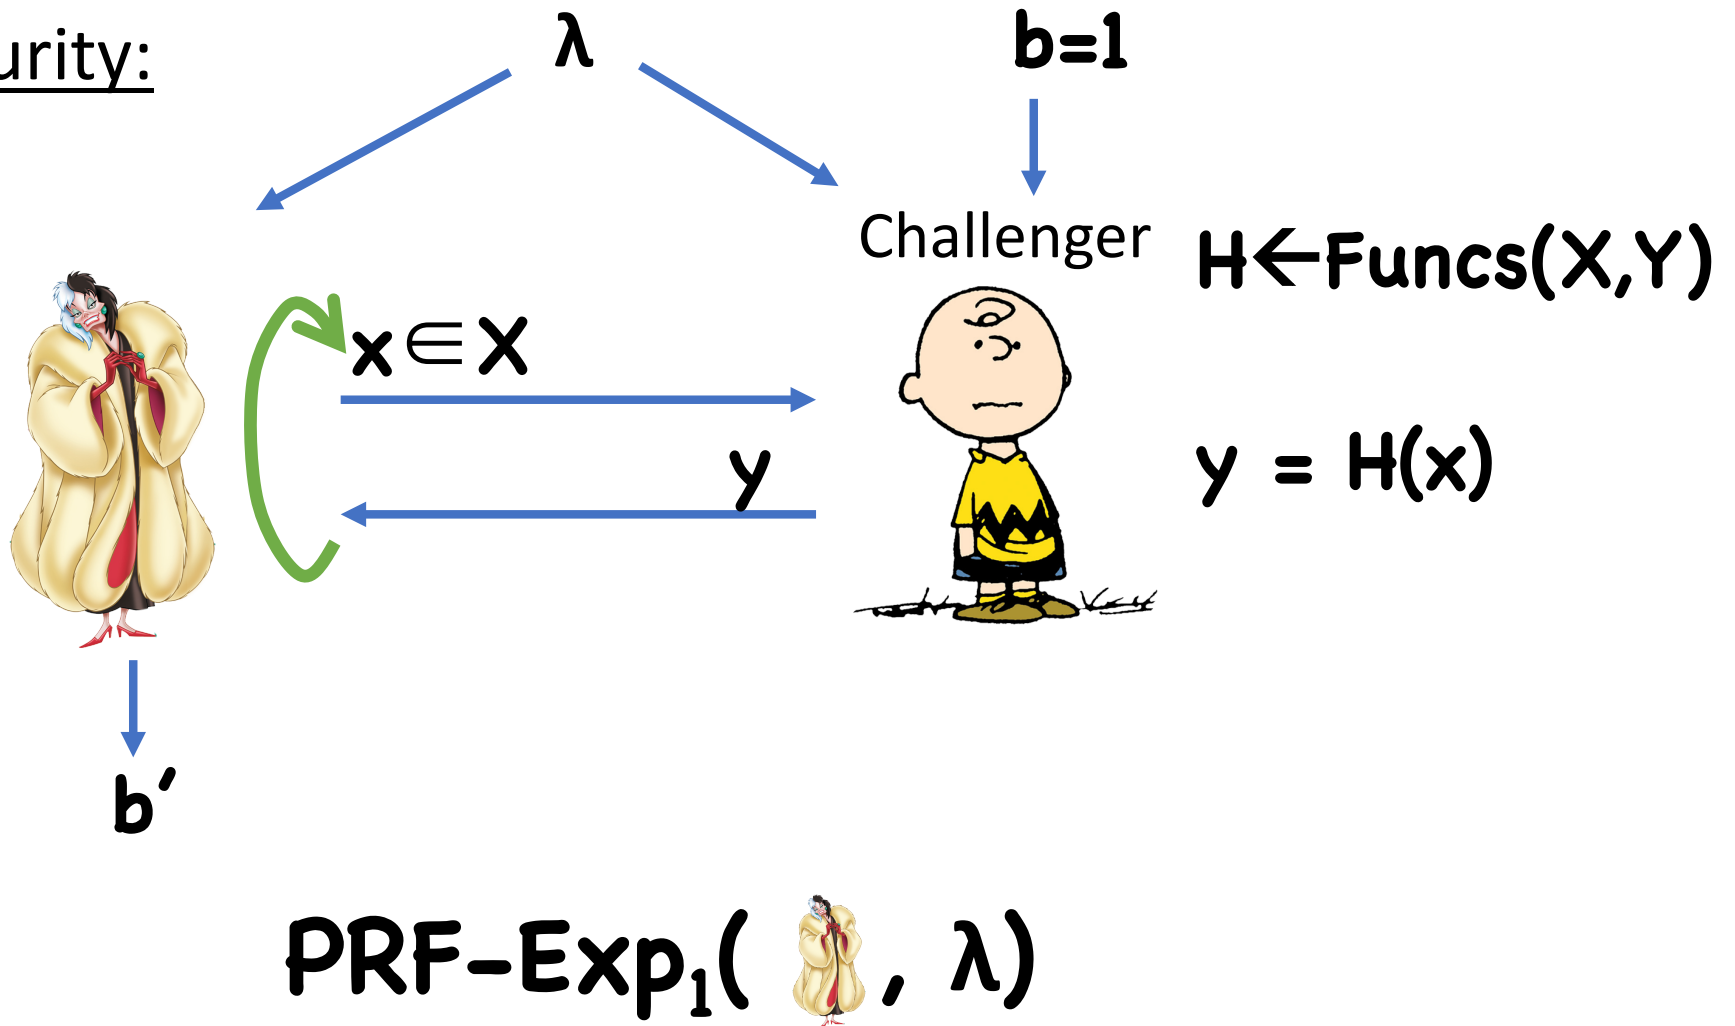 urity:
λ
b=1
Challenger
H←Funcs(X,Y)
x∈X
y
y = H(x)
b′
PRF-Exp₁( , λ)